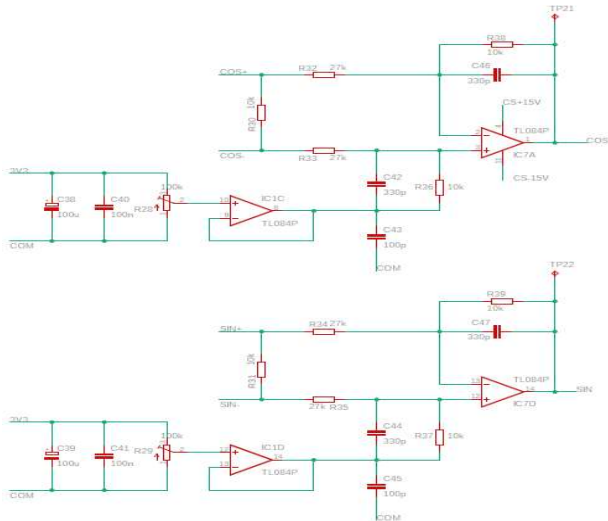 TP21
R38
10k
R32 27k
C46
COS+
330p
10k
R30
CS+15V
TL084P
COS
COS-
IC7A
R33 27k
CS-15V
C42
330p
R36
10k
3V3
100k
C38
C40
R28
IC1C
100u
100n
TL084P
C43
100p
COM
COM
TP22
R39
10k
R34 27k
C47
SIN+
330p
10k
R31
TL084P
14
SIN
SIN-
IC7D
27k R35
C44
330p
R37
10k
3V3
100k
C39
C41
R29
IC1D
14
100u
100n
TL084P
C45
100p
COM
COM